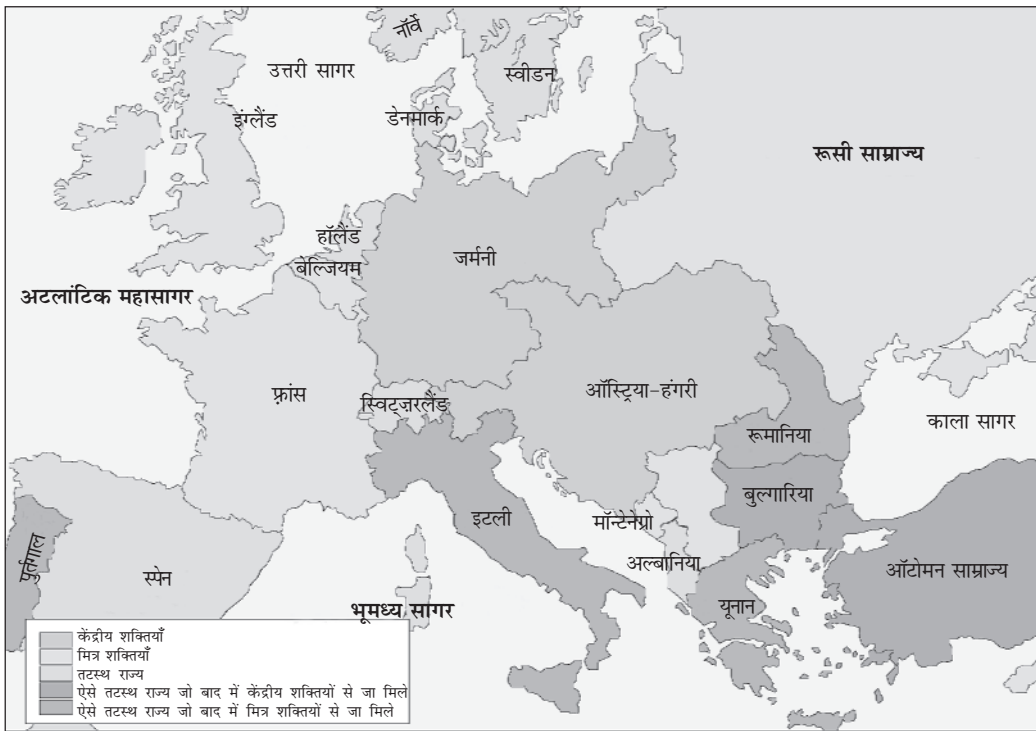 नॉर्वे
स्वीडन
उत्तरी सागर
इंग्लैंड
डेनमार्क
रूसी साम्राज्य
हॉलैंड
बेल्जियम
जर्मनी
अटलांटिक महासागर
फ़्रांस
स्विट्ज़रलैंड
ऑस्ट्रिया-हंगरी
काला सागर
रूमानिया
बुल्गारिया
इटली
मॉन्टेनेग्रो
अल्बानिया
पुर्तगाल
स्पेन
भूमध्य सागर
यूनान
ऑटोमन साम्राज्य
केंद्रीय शक्तियाँ
मित्र शक्तियाँ
तटस्थ राज्य
ऐसे तटस्थ राज्य जो बाद में केंद्रीय शक्तियों से जा मिले
ऐसे तटस्थ राज्य जो बाद में मित्र शक्तियों से जा मिले